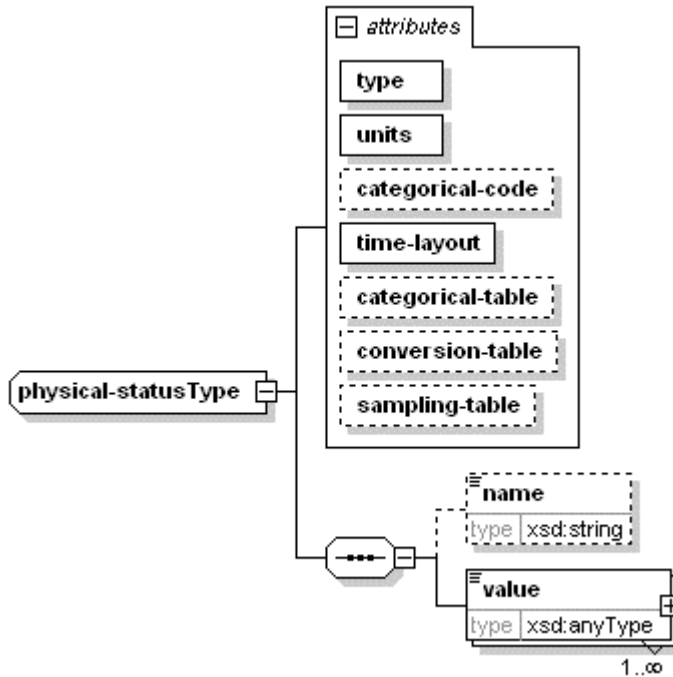 attributes
type
units
categorical-code
time-layout
categorical-table
conversion-table
sampling-table
physical-statusType
name
type xsd:string
value
type xsd:anyType
1..∞